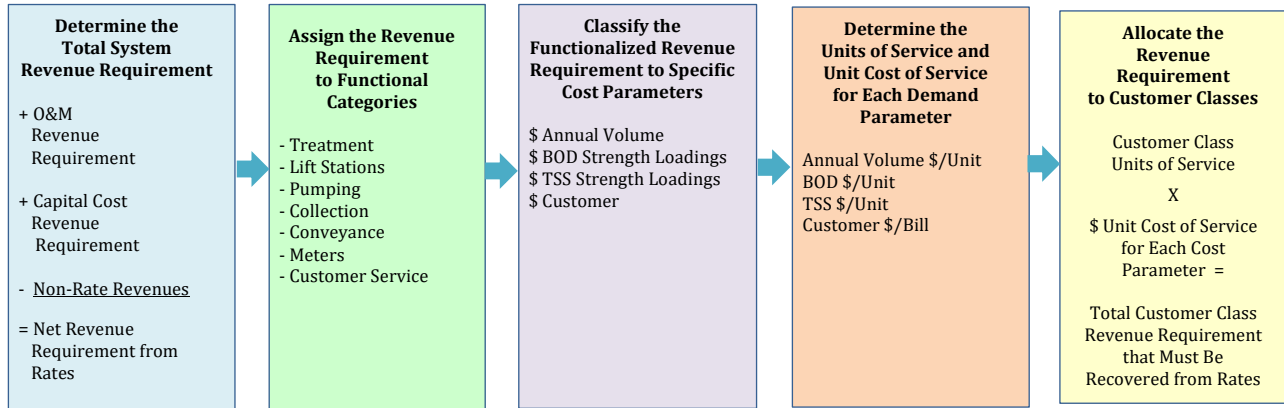 Determine the
Total System
Revenue Requirement
+ O&M
Revenue
Requirement
+ Capital Cost
Revenue
Requirement
- Non-Rate Revenues
= Net Revenue
Requirement from
Rates
Assign the Revenue
Requirement
to Functional
Categories
- Treatment
- Lift Stations
- Pumping
- Collection
- Conveyance
- Meters
- Customer Service
Classify the
Functionalized Revenue
Requirement to Specific
Cost Parameters
$ Annual Volume
$ BOD Strength Loadings
$ TSS Strength Loadings
$ Customer
Determine the
Units of Service and
Unit Cost of Service
for Each Demand
Parameter
Annual Volume $/Unit
BOD $/Unit
TSS $/Unit
Customer $/Bill
Allocate the
Revenue
Requirement
to Customer Classes
Customer Class
Units of Service
X
$ Unit Cost of Service
for Each Cost
Parameter =
Total Customer Class
Revenue Requirement
that Must Be
Recovered from Rates